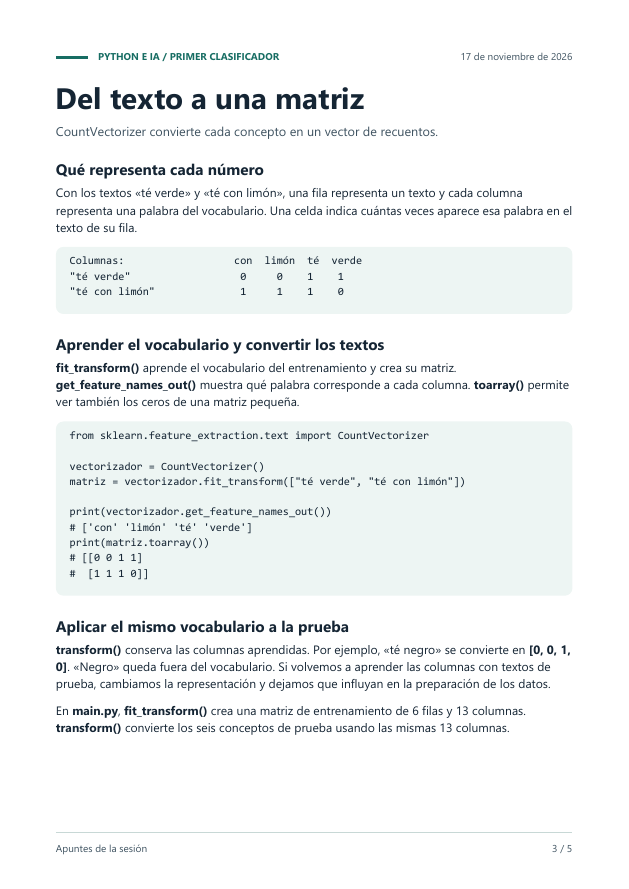 PYTHON E IA / PRIMER CLASIFICADOR
17 de noviembre de 2026
Del texto a una matriz
CountVectorizer convierte cada concepto en un vector de recuentos.
Qué representa cada número
Con los textos «té verde» y «té con limón», una fila representa un texto y cada columna
representa una palabra del vocabulario. Una celda indica cuántas veces aparece esa palabra en el
texto de su fila.
Columnas:                  con  limón  té  verde
"té verde"                  0     0    1    1
"té con limón"              1     1    1    0
Aprender el vocabulario y convertir los textos
fit_transform() aprende el vocabulario del entrenamiento y crea su matriz.
get_feature_names_out() muestra qué palabra corresponde a cada columna. toarray() permite
ver también los ceros de una matriz pequeña.
from sklearn.feature_extraction.text import CountVectorizer
vectorizador = CountVectorizer()
matriz = vectorizador.fit_transform(["té verde", "té con limón"])
print(vectorizador.get_feature_names_out())
# ['con' 'limón' 'té' 'verde']
print(matriz.toarray())
# [[0 0 1 1]
#  [1 1 1 0]]
Aplicar el mismo vocabulario a la prueba
transform() conserva las columnas aprendidas. Por ejemplo, «té negro» se convierte en [0, 0, 1,
0]. «Negro» queda fuera del vocabulario. Si volvemos a aprender las columnas con textos de
prueba, cambiamos la representación y dejamos que influyan en la preparación de los datos.
En main.py, fit_transform() crea una matriz de entrenamiento de 6 filas y 13 columnas.
transform() convierte los seis conceptos de prueba usando las mismas 13 columnas.
Apuntes de la sesión
3 / 5